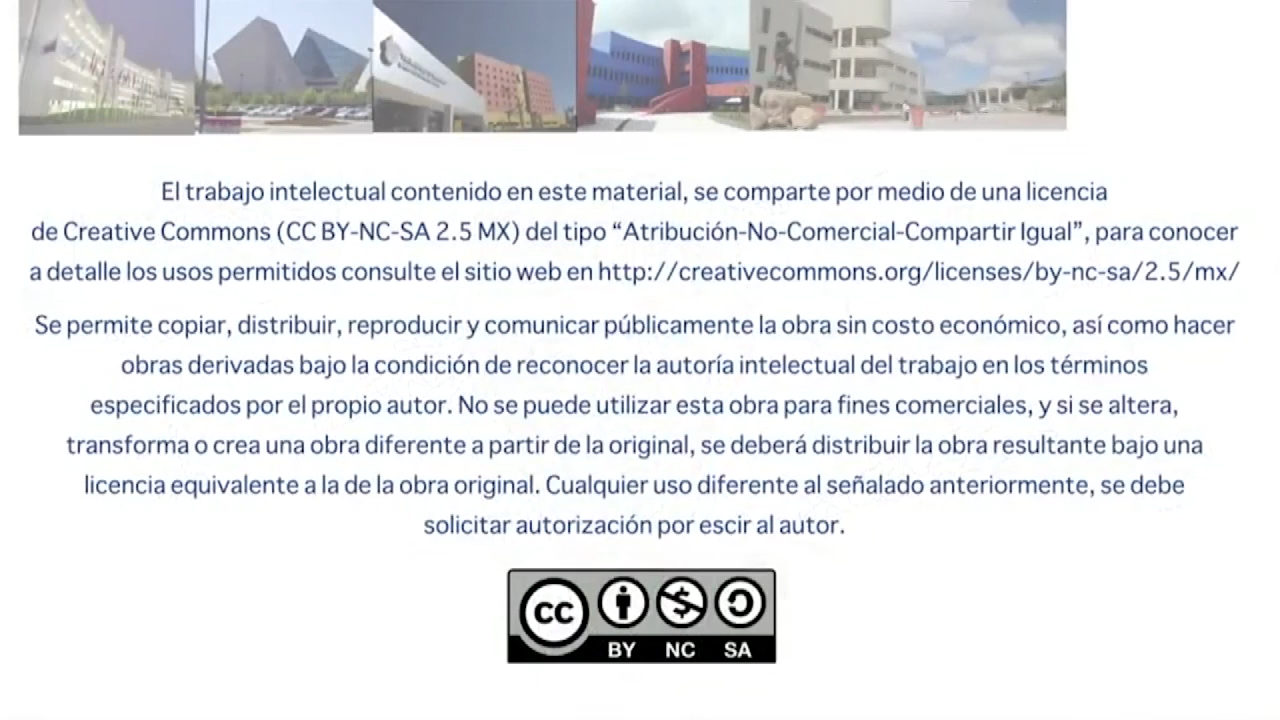 El trabajo intelectual contenido en este material, se comparte por medio de una licencia
de Creative Commons (CC BY-NC-SA 2.5 MX) del tipo “Atribución-No-Comercial-Compartir Igual”, para conocer
a detalle los usos permitidos consulte el sitio web en http://creativecommons.org/licenses/by-nc-sa/2.5/mx/
Se permite copiar, distribuir, reproducir y comunicar públicamente la obra sin costo económico, así como hacer
obras derivadas bajo la condición de reconocer la autoría intelectual del trabajo en los términos
especificados por el propio autor. No se puede utilizar esta obra para fines comerciales, y si se altera,
transforma o crea una obra diferente a partir de la original, se deberá distribuir la obra resultante bajo una
licencia equivalente a la de la obra original. Cualquier uso diferente al señalado anteriormente, se debe
solicitar autorización por escir al autor.
CC
BY NC SA